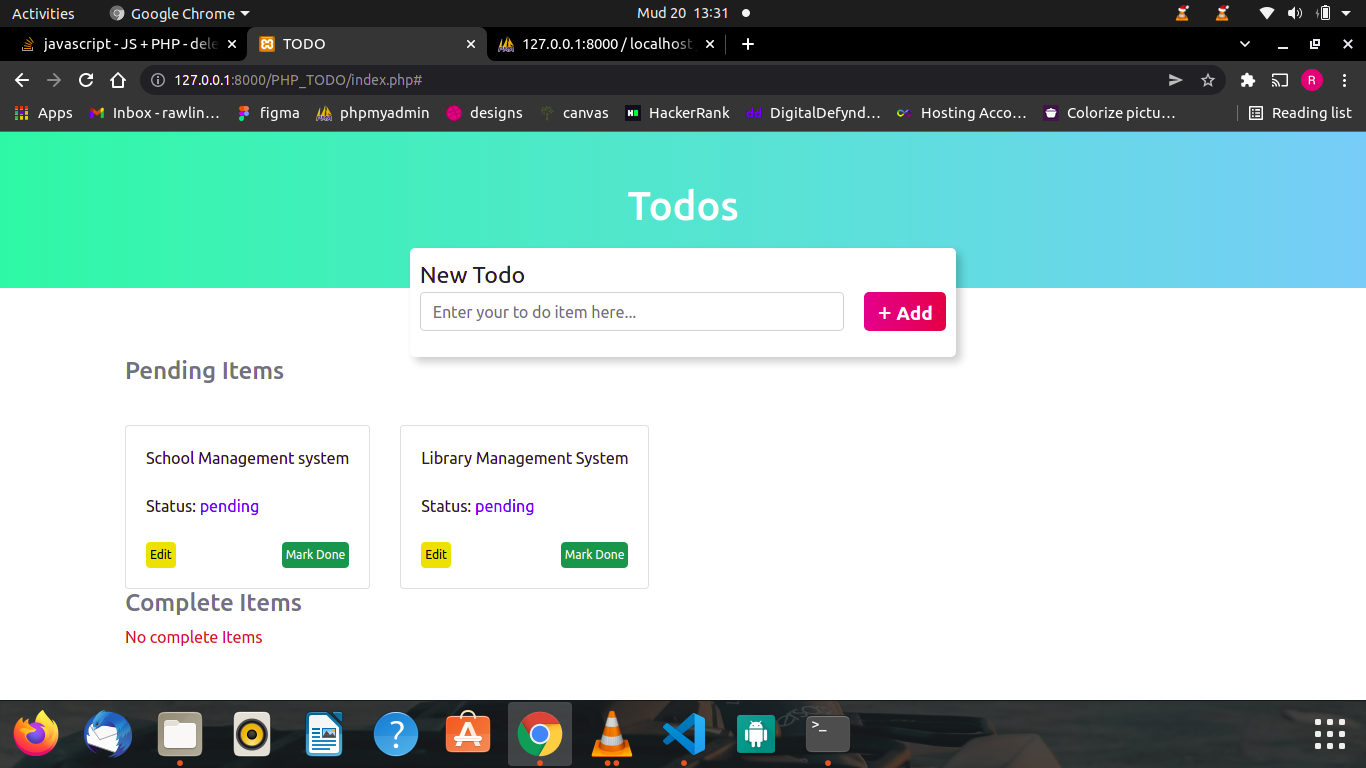 Activities Google Chrome Mud 20 13:31
javascript - JS + PHP - dele TODO 127.0.0.1:8000 / localhost
127.0.0.1:8000/PHP_TODO/index.php# R
Apps Inbox - rawlin... figma phpmyadmin designs canvas HackerRank DigitalDefynd... Hosting Acco... Colorize pictu... Reading list
Todos
New Todo
Enter your to do item here...
+ Add
Pending Items
School Management system
Status: pending
Edit Mark Done
Library Management System
Status: pending
Edit Mark Done
Complete Items
No complete Items